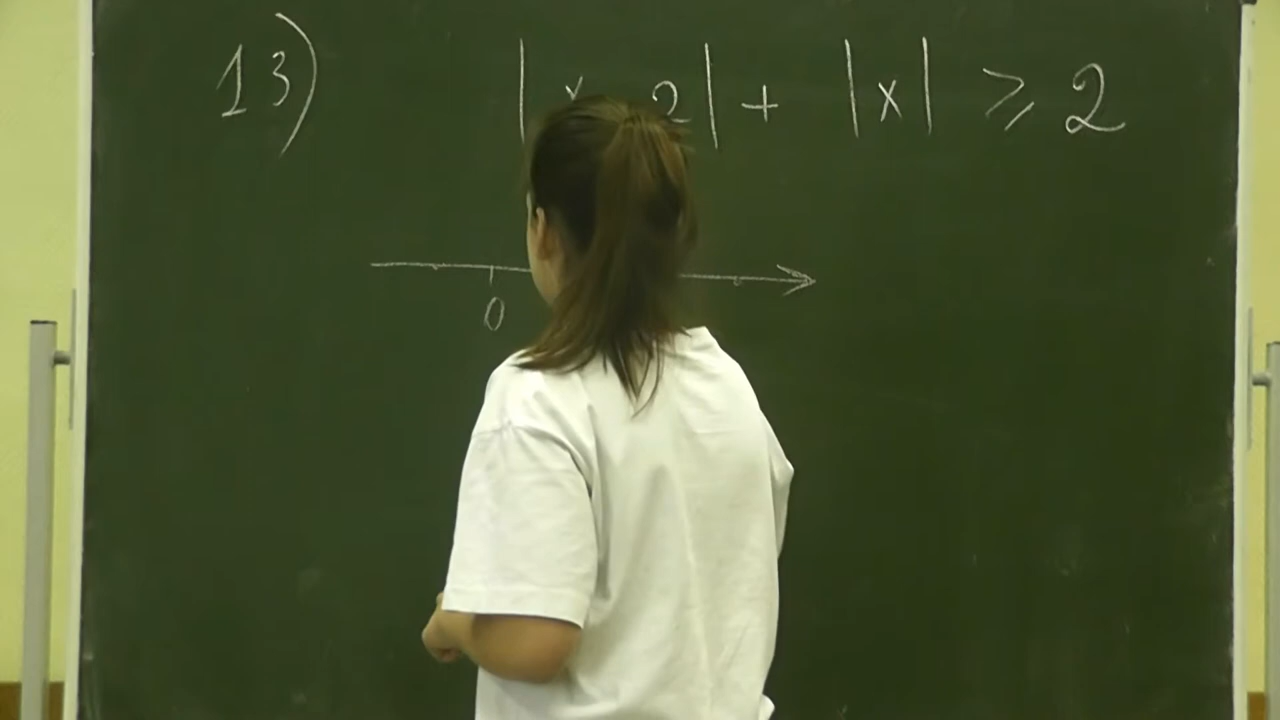 13) |x 2| + |x| ⩾ 2
0